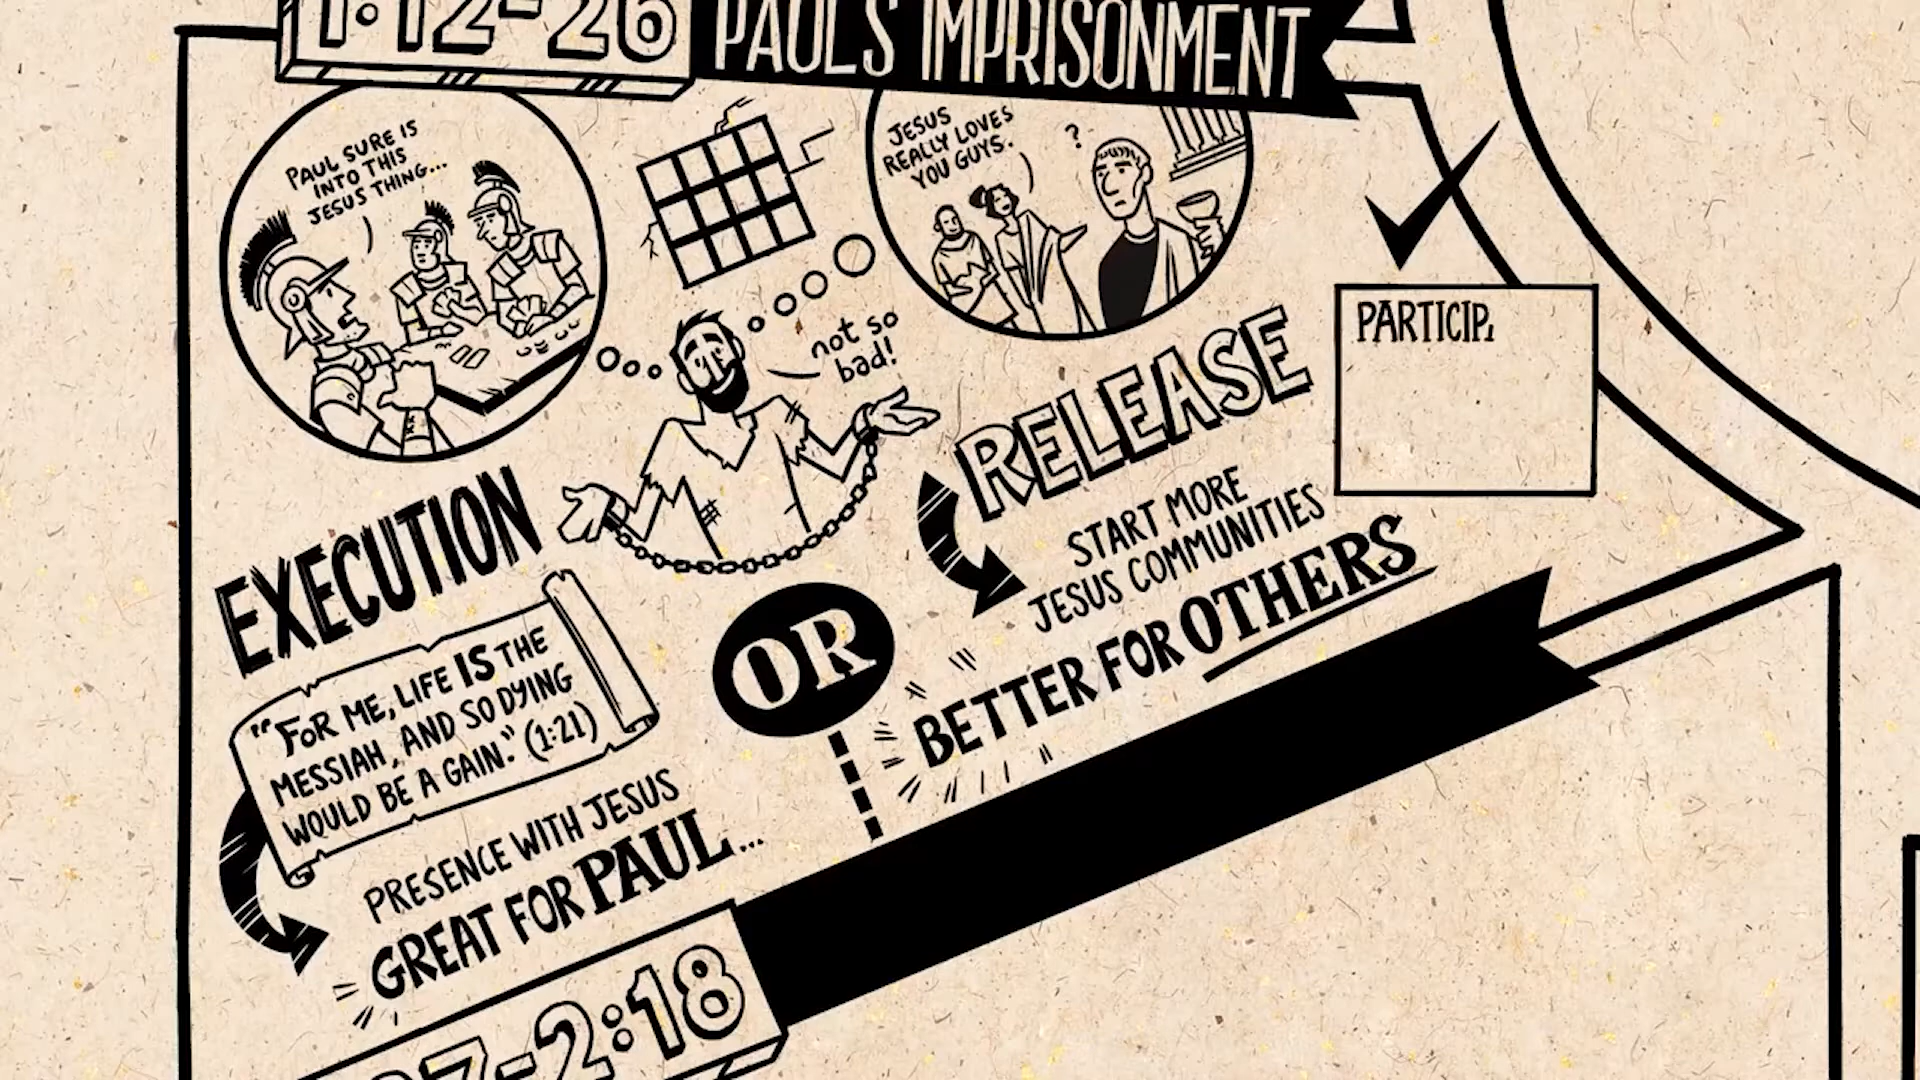 1:12-26
PAUL'S IMPRISONMENT
PAUL SURE IS
INTO THIS
JESUS THING...
JESUS
REALLY LOVES
YOU GUYS.
?
not so
bad!
PARTICIP
EXECUTION
"FOR ME, LIFE IS THE
MESSIAH, AND SO DYING
WOULD BE A GAIN." (1:21)
PRESENCE WITH JESUS
GREAT FOR PAUL...
OR
RELEASE
START MORE
JESUS COMMUNITIES
BETTER FOR OTHERS
27-2:18